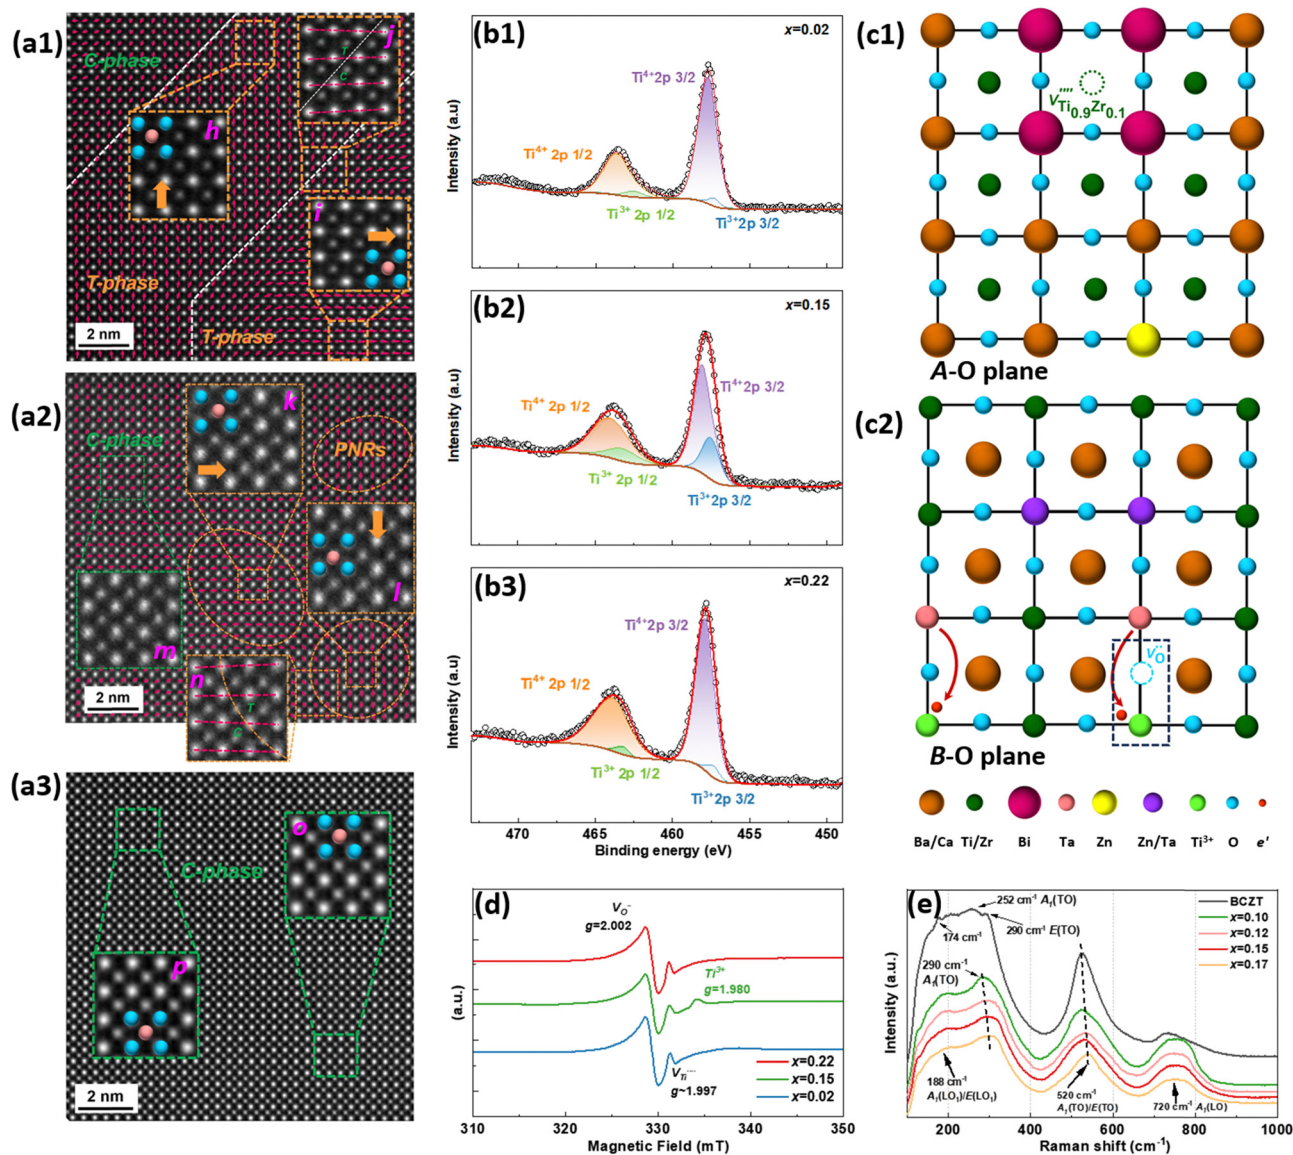 (a1)
C-phase
T-phase
T-phase
h
i
j
T
C
2 nm
(a2)
C-phase
PNRs
k
l
m
n
T
C
2 nm
(a3)
C-phase
o
p
2 nm
(b1)
x=0.02
Ti⁴⁺2p 3/2
Ti⁴⁺ 2p 1/2
Ti³⁺ 2p 1/2
Ti³⁺2p 3/2
Intensity (a.u)
(b2)
x=0.15
Ti⁴⁺2p 3/2
Ti⁴⁺ 2p 1/2
Ti³⁺ 2p 1/2
Ti³⁺2p 3/2
Intensity (a.u)
(b3)
x=0.22
Ti⁴⁺2p 3/2
Ti⁴⁺ 2p 1/2
Ti³⁺ 2p 1/2
Ti³⁺2p 3/2
Intensity (a.u)
470 465 460 455 450
Binding energy (eV)
(c1)
V''''Ti₀.₉Zr₀.₁
A-O plane
(c2)
V¨O
B-O plane
Ba/Ca Ti/Zr Bi Ta Zn Zn/Ta Ti³⁺ O e'
(d)
VO⁻
g=2.002
Ti³⁺
g=1.980
VTi''''
g~1.997
x=0.22
x=0.15
x=0.02
(a.u.)
320 330 340 350
Magnetic Field (mT)
(e)
252 cm⁻¹ A₁(TO)
290 cm⁻¹ E(TO)
174 cm⁻¹
290 cm⁻¹
A₁(TO)
188 cm⁻¹
A₁(LO₁)/E(LO₁)
520 cm⁻¹
A₁(TO)/E(TO)
720 cm⁻¹ A₁(LO)
BCZT
x=0.10
x=0.12
x=0.15
x=0.17
Intensity (a.u.)
200 400 600 800 1000
Raman shift (cm⁻¹)